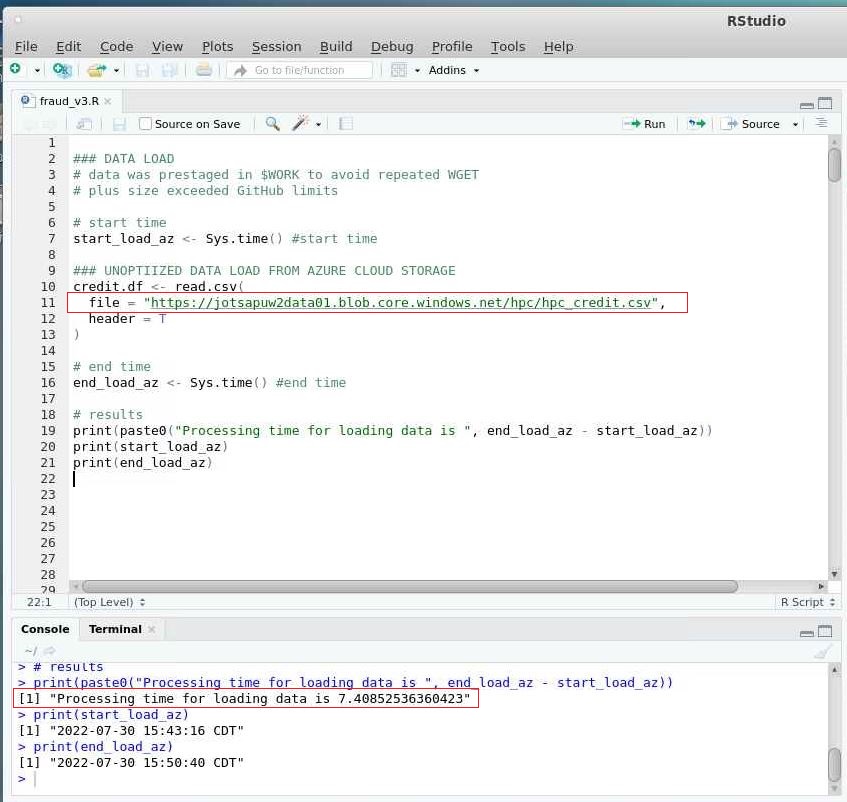 RStudio
File Edit Code View Plots Session Build Debug Profile Tools Help
Go to file/function Addins
fraud_v3.R
Source on Save Run Source
1
2 ### DATA LOAD
3 # data was prestaged in $WORK to avoid repeated WGET
4 # plus size exceeded GitHub limits
5
6 # start time
7 start_load_az <- Sys.time() #start time
8
9 ### UNOPTIIZED DATA LOAD FROM AZURE CLOUD STORAGE
10 credit.df <- read.csv(
11 file = "https://jotsapuw2data01.blob.core.windows.net/hpc/hpc_credit.csv",
12 header = T
13 )
14
15 # end time
16 end_load_az <- Sys.time() #end time
17
18 # results
19 print(paste0("Processing time for loading data is ", end_load_az - start_load_az))
20 print(start_load_az)
21 print(end_load_az)
22
23
24
25
26
27
28
29
22:1 (Top Level) R Script
Console Terminal
~/
> # results
> print(paste0("Processing time for loading data is ", end_load_az - start_load_az))
[1] "Processing time for loading data is 7.40852536360423"
> print(start_load_az)
[1] "2022-07-30 15:43:16 CDT"
> print(end_load_az)
[1] "2022-07-30 15:50:40 CDT"
>